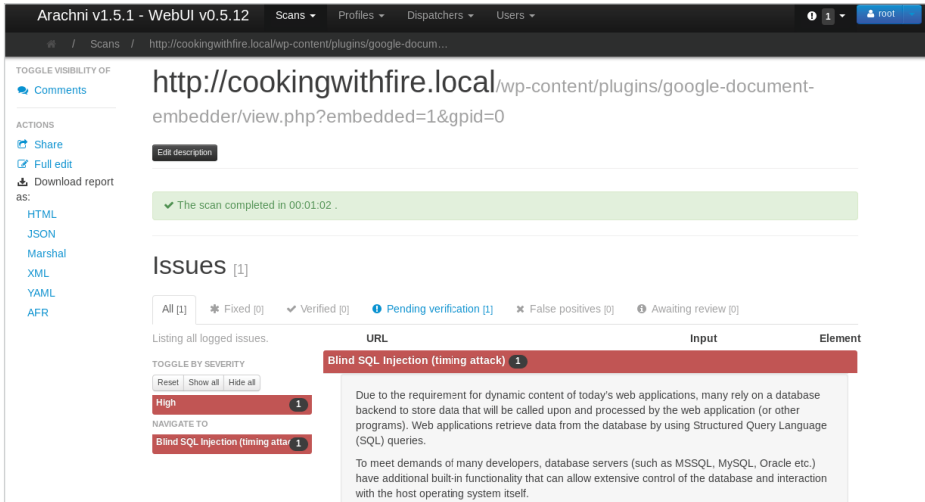 Arachni v1.5.1 - WebUI v0.5.12 Scans Profiles Dispatchers Users 1 root
/ Scans / http://cookingwithfire.local/wp-content/plugins/google-docum…
TOGGLE VISIBILITY OF
Comments
ACTIONS
Share
Full edit
Download report
as:
HTML
JSON
Marshal
XML
YAML
AFR
http://cookingwithfire.local/wp-content/plugins/google-document-
embedder/view.php?embedded=1&gpid=0
Edit description
The scan completed in 00:01:02 .
Issues [1]
All [1] Fixed [0] Verified [0] Pending verification [1] False positives [0] Awaiting review [0]
Listing all logged issues.
TOGGLE BY SEVERITY
Reset Show all Hide all
High 1
NAVIGATE TO
Blind SQL Injection (timing attac 1
URL Input Element
Blind SQL Injection (timing attack) 1
Due to the requirement for dynamic content of today's web applications, many rely on a database
backend to store data that will be called upon and processed by the web application (or other
programs). Web applications retrieve data from the database by using Structured Query Language
(SQL) queries.
To meet demands of many developers, database servers (such as MSSQL, MySQL, Oracle etc.)
have additional built-in functionality that can allow extensive control of the database and interaction
with the host operating system itself.